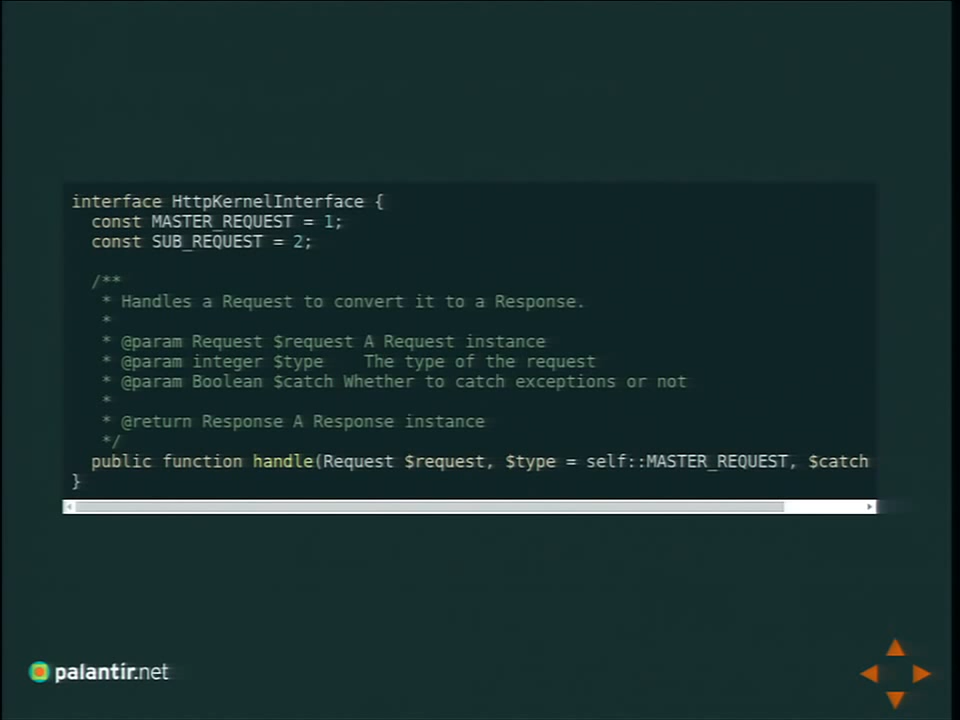 interface HttpKernelInterface {
  const MASTER_REQUEST = 1;
  const SUB_REQUEST = 2;

  /**
   * Handles a Request to convert it to a Response.
   *
   * @param Request $request A Request instance
   * @param integer $type    The type of the request
   * @param Boolean $catch Whether to catch exceptions or not
   *
   * @return Response A Response instance
   */
  public function handle(Request $request, $type = self::MASTER_REQUEST, $catch
}
palantir.net